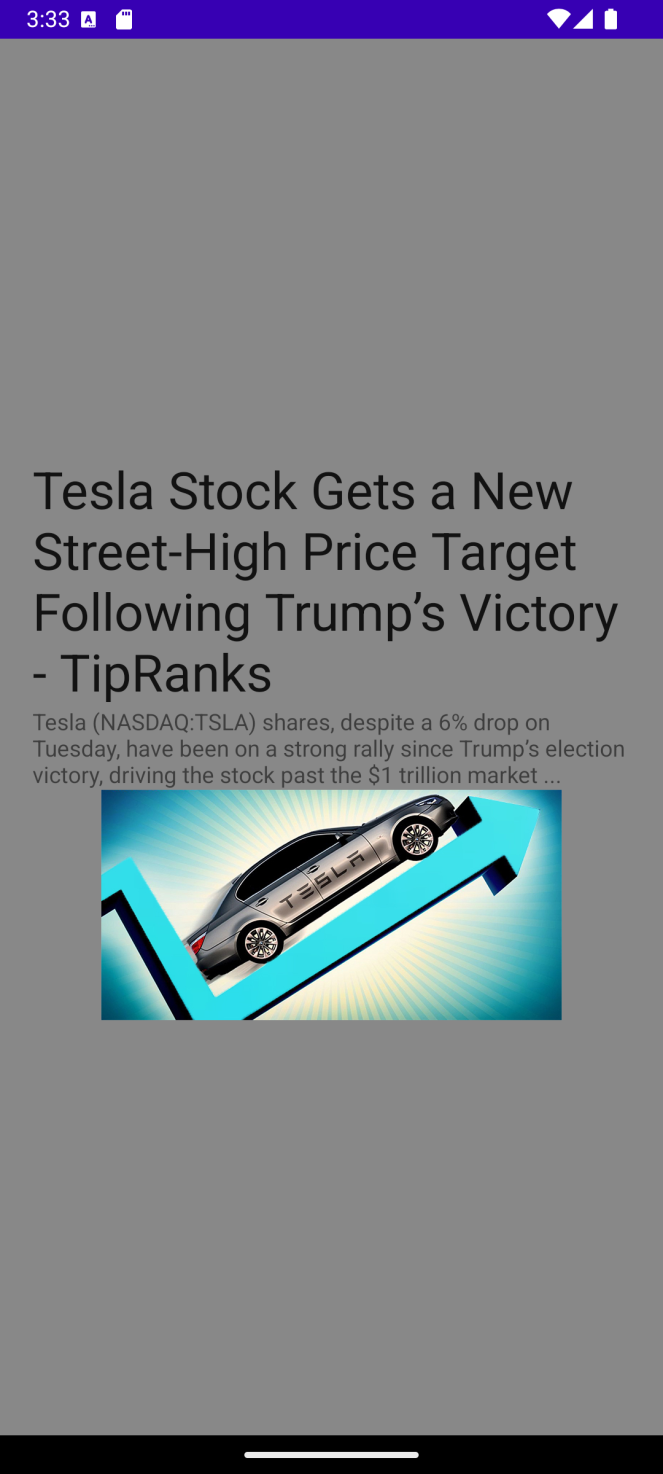 3:33
Tesla Stock Gets a New
Street-High Price Target
Following Trump’s Victory
- TipRanks
Tesla (NASDAQ:TSLA) shares, despite a 6% drop on
Tuesday, have been on a strong rally since Trump’s election
victory, driving the stock past the $1 trillion market ...
TESLA